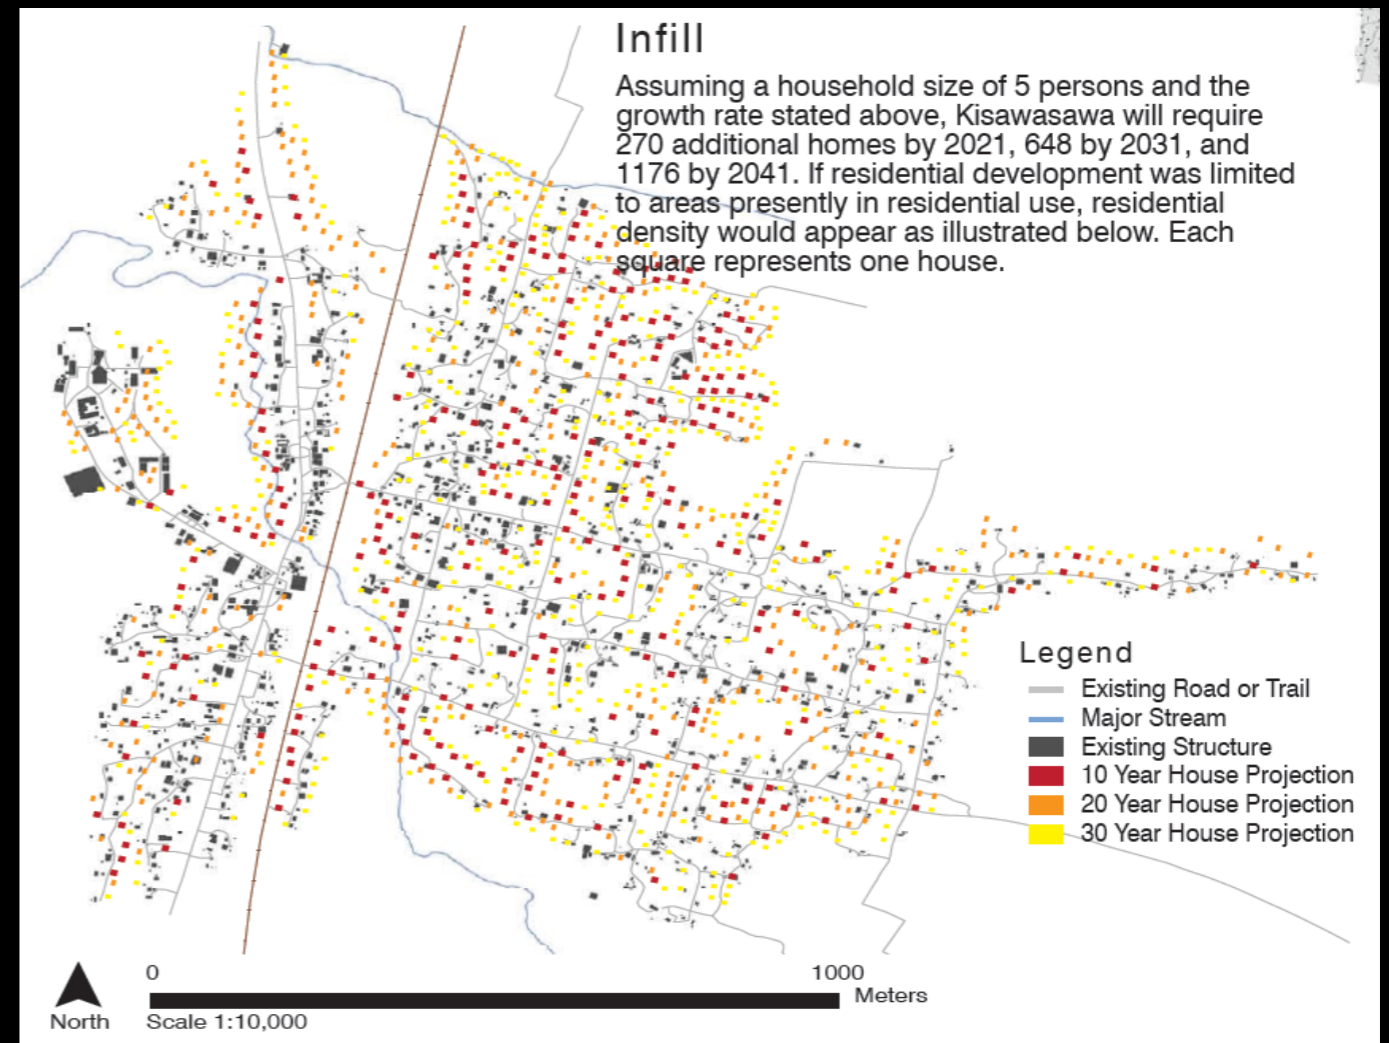 Infill
Assuming a household size of 5 persons and the
growth rate stated above, Kisawasawa will require
270 additional homes by 2021, 648 by 2031, and
1176 by 2041. If residential development was limited
to areas presently in residential use, residential
density would appear as illustrated below. Each
square represents one house.
Legend
Existing Road or Trail
Major Stream
Existing Structure
10 Year House Projection
20 Year House Projection
30 Year House Projection
0 1000
Meters
North Scale 1:10,000